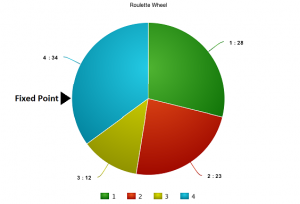 Roulette Wheel
1 : 28
4 : 34
Fixed Point
3 : 12
2 : 23
1 2 3 4